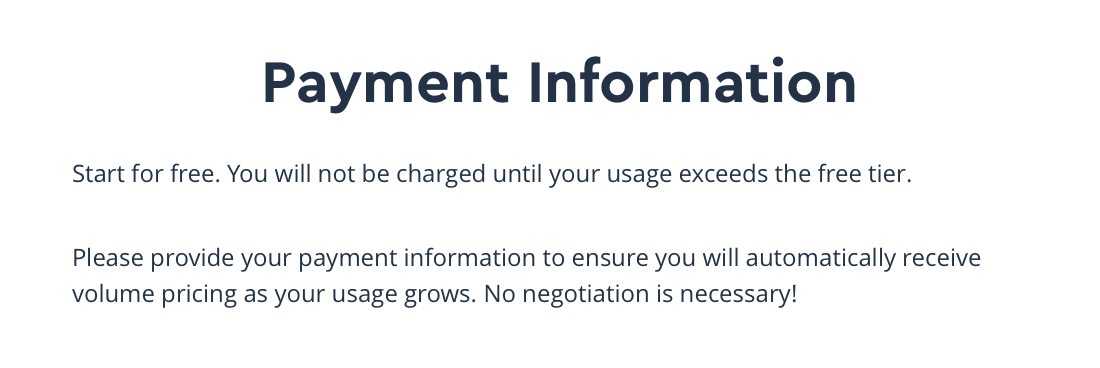 Payment Information
Start for free. You will not be charged until your usage exceeds the free tier.
Please provide your payment information to ensure you will automatically receive
volume pricing as your usage grows. No negotiation is necessary!